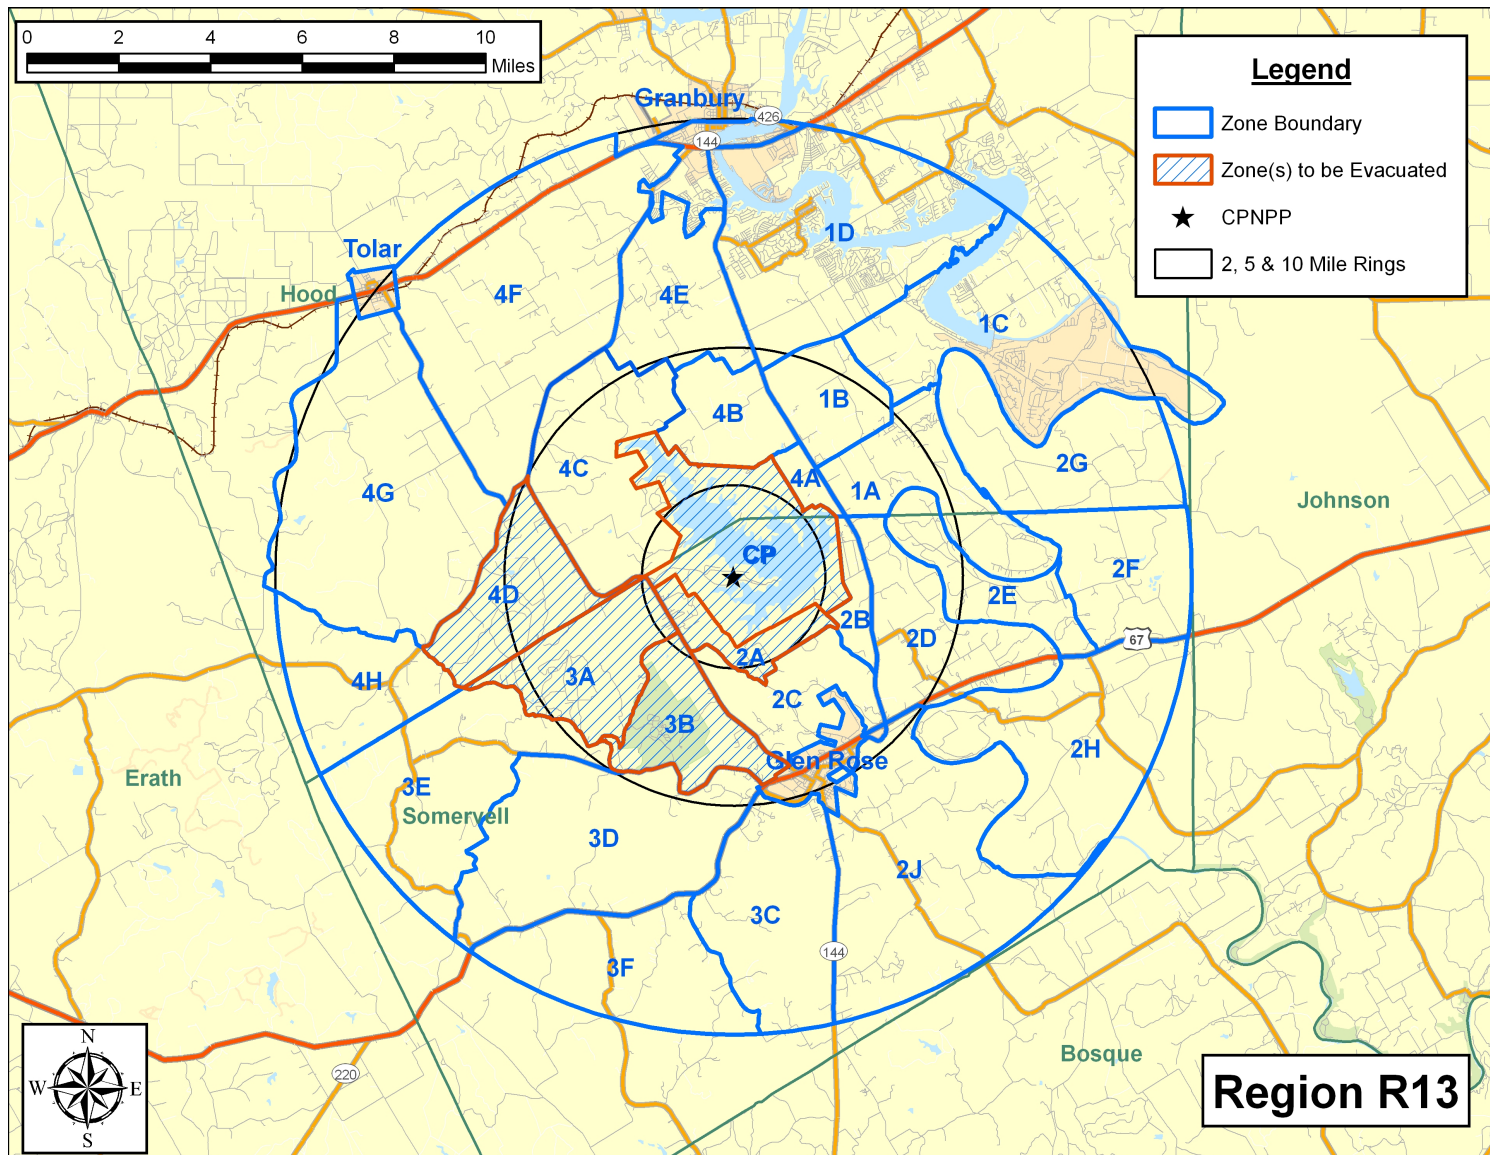 0 2 4 6 8 10
Miles
Legend
Zone Boundary
Zone(s) to be Evacuated
CPNPP
2, 5 & 10 Mile Rings
Granbury
426
144
1D
Tolar
Hood
4F
4E
1C
4B
1B
4C
4A
1A
2G
4G
Johnson
CP
4D
2B
2E
2F
2D
67
2A
3A
4H
2C
3B
2H
Glen Rose
Erath
3E
Somervell
3D
2J
3C
144
3F
220
Bosque
N
W E
S
Region R13